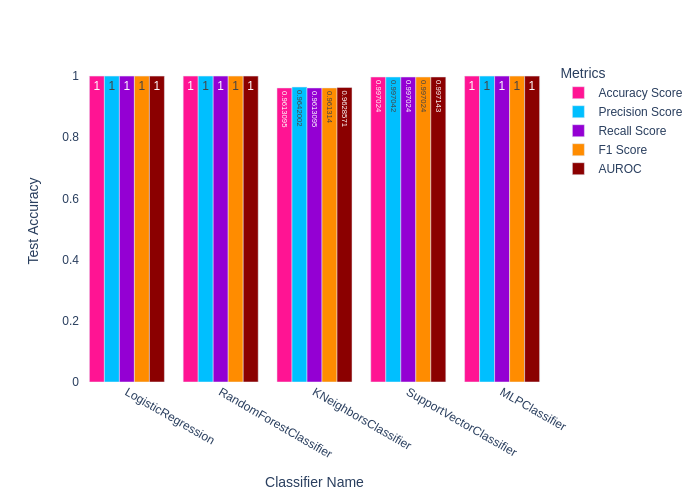 Metrics
Accuracy Score
Precision Score
Recall Score
F1 Score
AUROC
1
0.8
0.6
0.4
0.2
0
Test Accuracy
1 1 1 1 1
1 1 1 1 1
0.9613095 0.9642002 0.9613095 0.961314 0.9628571
0.997024 0.997042 0.997024 0.997024 0.997143
1 1 1 1 1
LogisticRegression
RandomForestClassifier
KNeighborsClassifier
SupportVectorClassifier
MLPClassifier
Classifier Name